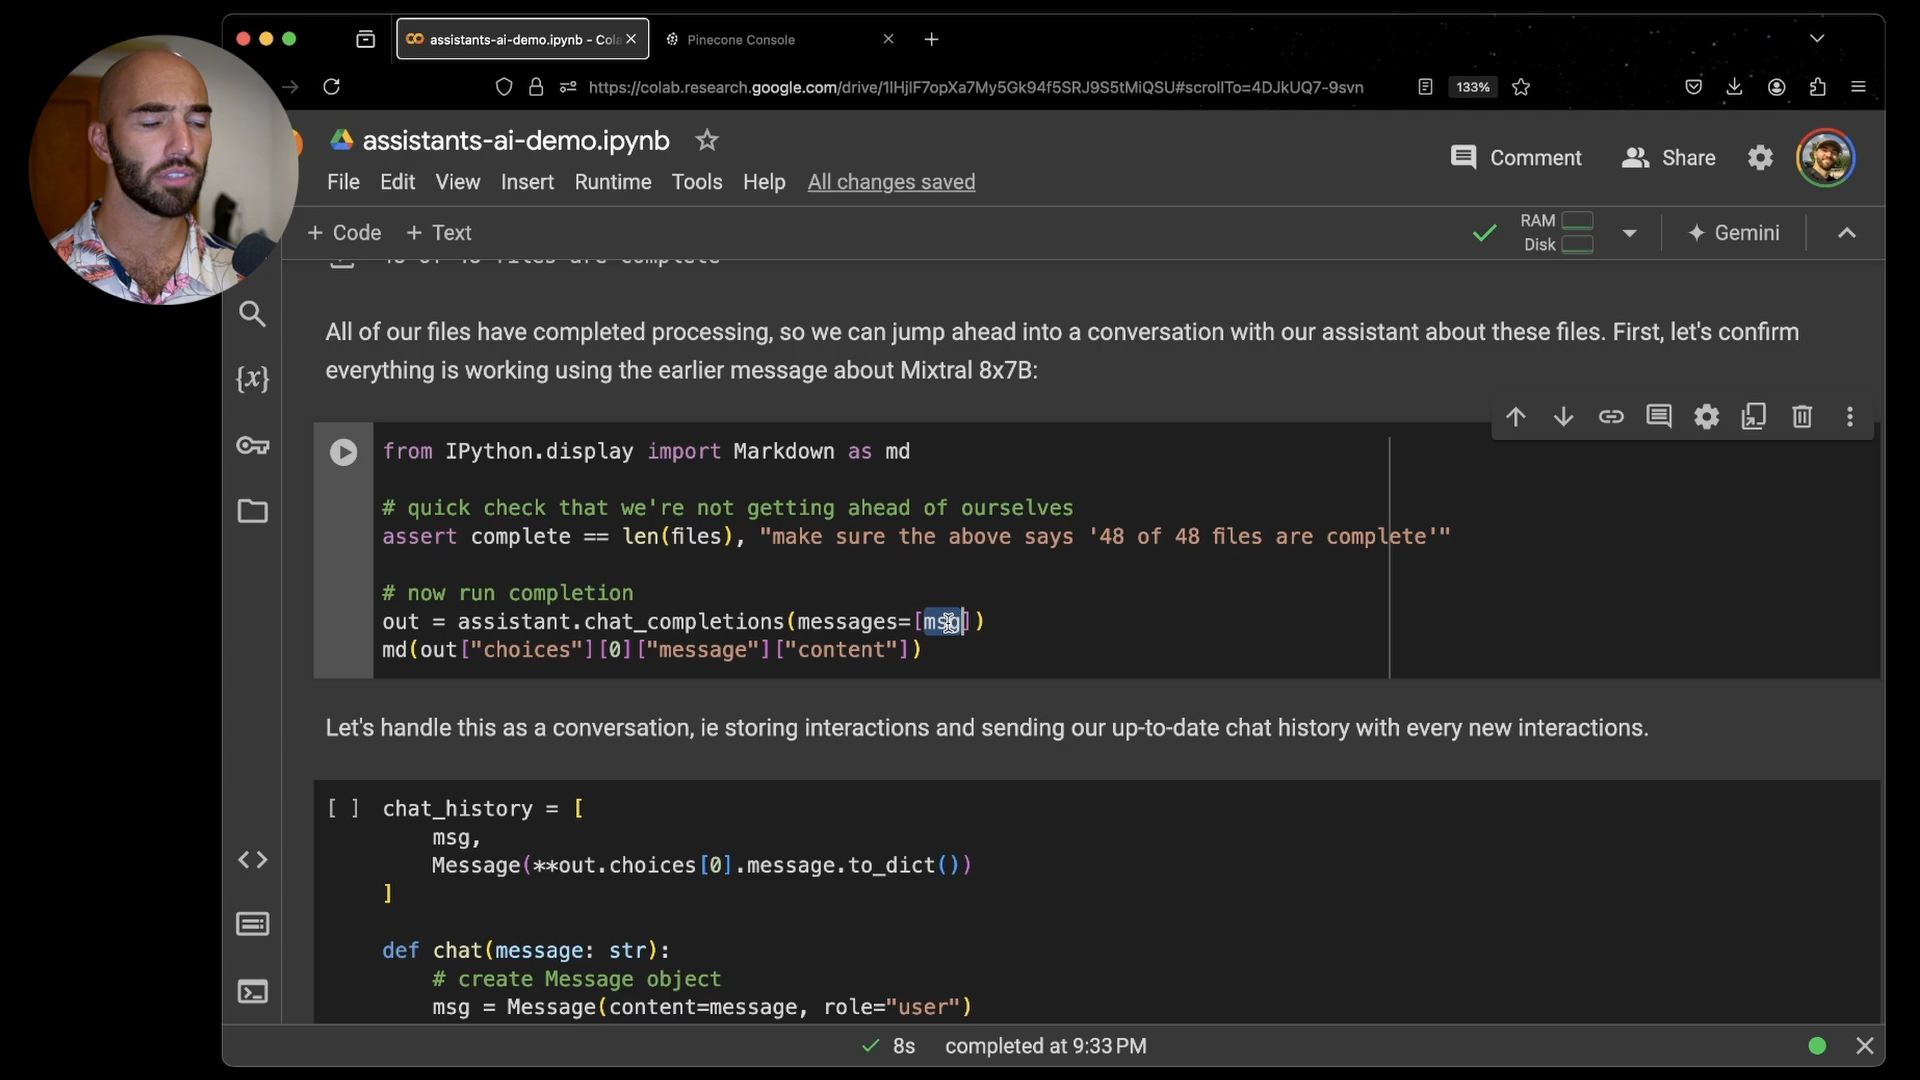 assistants-ai-demo.ipynb - Cola
Pinecone Console
https://colab.research.google.com/drive/1IHjlF7opXa7My5Gk94f5SRJ9S5tMiQSU#scrollTo=4DJkUQ7-9svn
133%
assistants-ai-demo.ipynb
Comment
Share
File Edit View Insert Runtime Tools Help All changes saved
+ Code + Text
RAM
Disk
Gemini
48 of 48 files are complete
All of our files have completed processing, so we can jump ahead into a conversation with our assistant about these files. First, let's confirm
everything is working using the earlier message about Mixtral 8x7B:
from IPython.display import Markdown as md
# quick check that we're not getting ahead of ourselves
assert complete == len(files), "make sure the above says '48 of 48 files are complete'"
# now run completion
out = assistant.chat_completions(messages=[msg])
md(out["choices"][0]["message"]["content"])
Let's handle this as a conversation, ie storing interactions and sending our up-to-date chat history with every new interactions.
[ ] chat_history = [
msg,
Message(**out.choices[0].message.to_dict())
]
def chat(message: str):
# create Message object
msg = Message(content=message, role="user")
8s completed at 9:33 PM